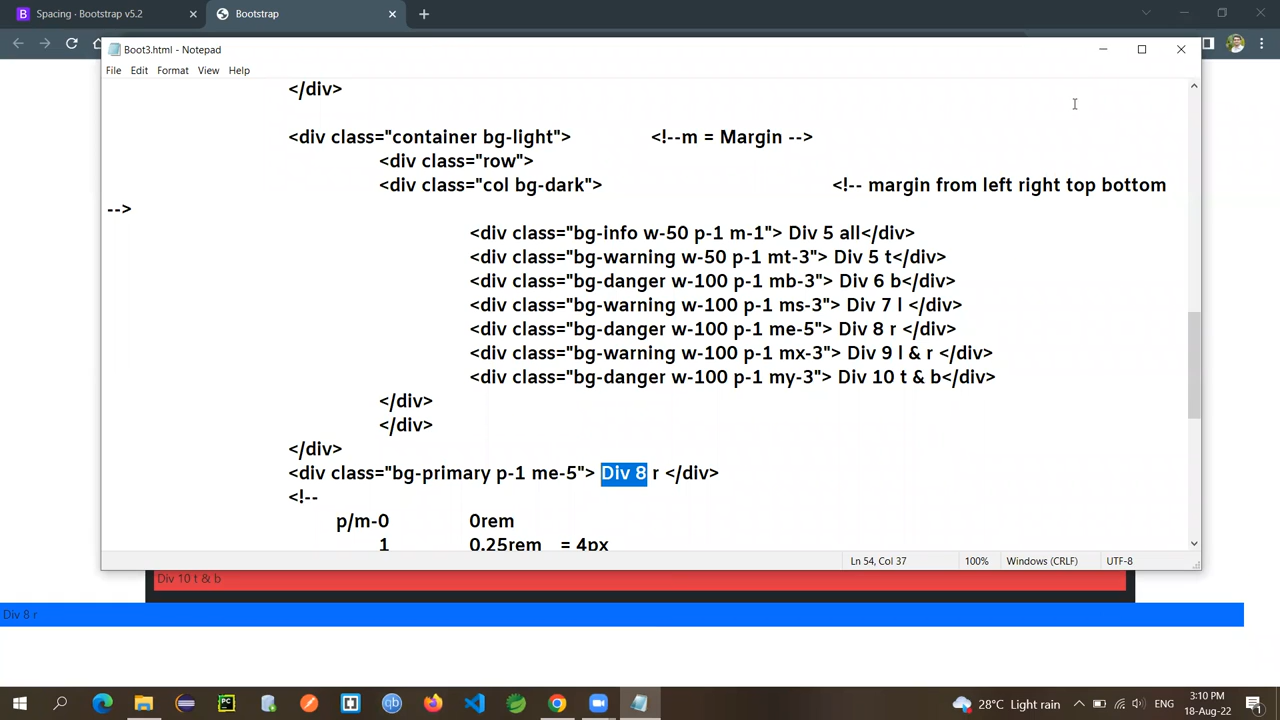 Spacing · Bootstrap v5.2
Bootstrap
Boot3.html - Notepad
File Edit Format View Help
</div>
<div class="container bg-light"> <!--m = Margin -->
<div class="row">
<div class="col bg-dark"> <!-- margin from left right top bottom
-->
<div class="bg-info w-50 p-1 m-1"> Div 5 all</div>
<div class="bg-warning w-50 p-1 mt-3"> Div 5 t</div>
<div class="bg-danger w-100 p-1 mb-3"> Div 6 b</div>
<div class="bg-warning w-100 p-1 ms-3"> Div 7 l </div>
<div class="bg-danger w-100 p-1 me-5"> Div 8 r </div>
<div class="bg-warning w-100 p-1 mx-3"> Div 9 l & r </div>
<div class="bg-danger w-100 p-1 my-3"> Div 10 t & b</div>
</div>
</div>
</div>
<div class="bg-primary p-1 me-5"> Div 8 r </div>
<!--
p/m-0 0rem
1 0.25rem = 4px
Ln 54, Col 37 100% Windows (CRLF) UTF-8
Div 10 t & b
Div 8 r
PC
qb
28°C Light rain ENG 3:10 PM
18-Aug-22
1